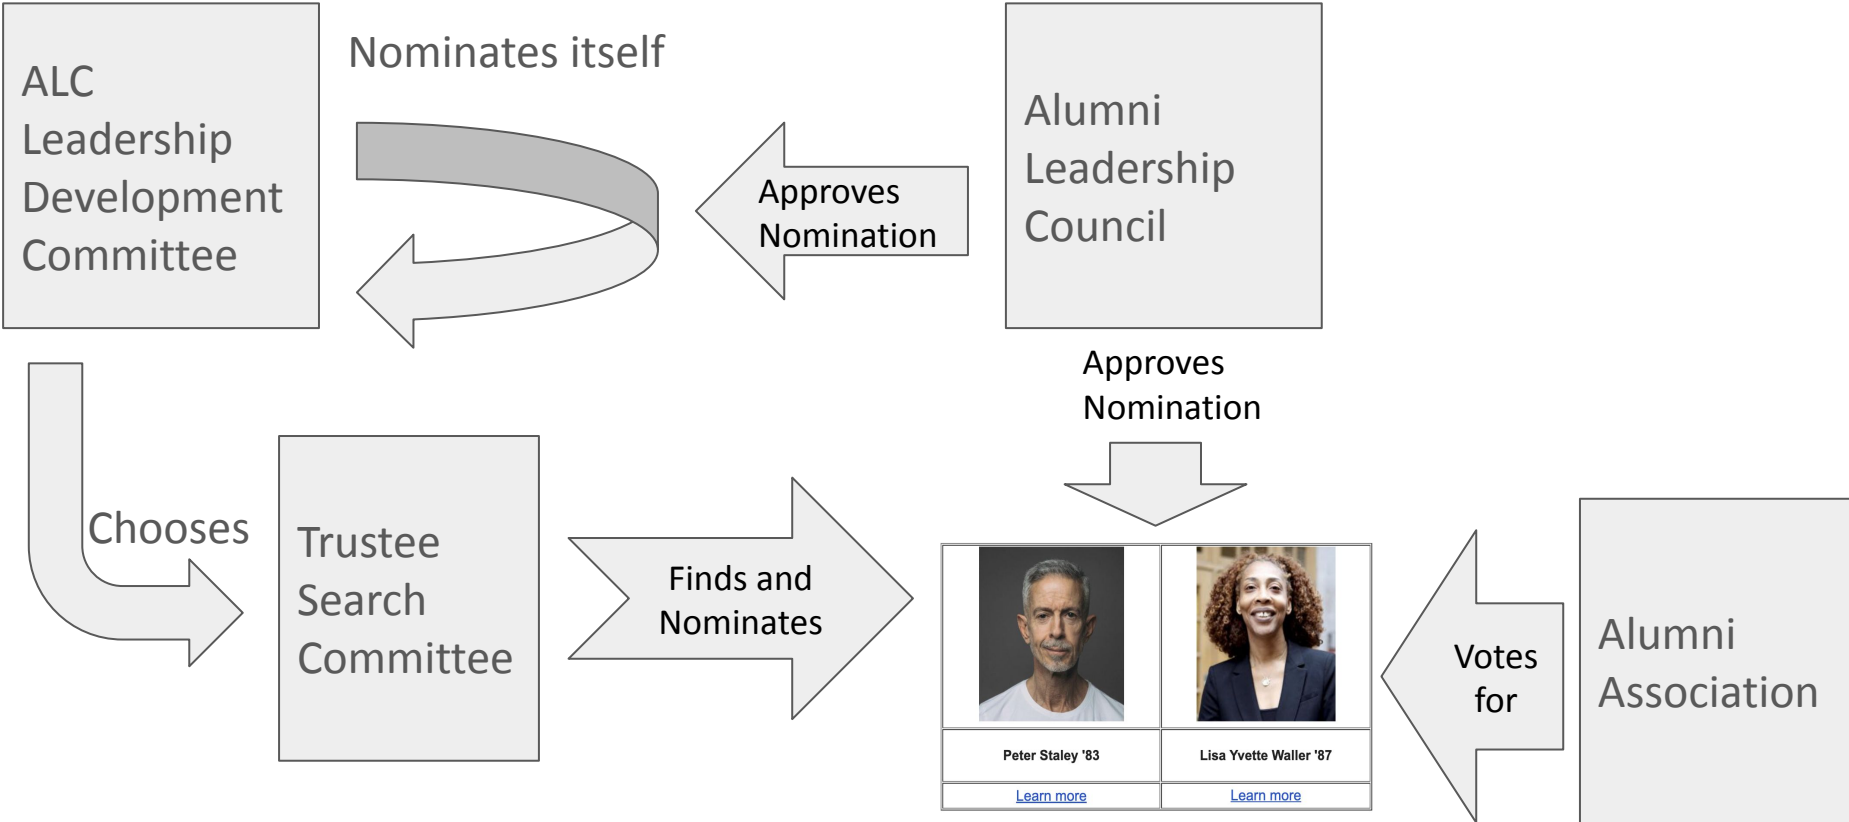 ALC
Leadership
Development
Committee
Nominates itself
Approves
Nomination
Alumni
Leadership
Council
Approves
Nomination
Chooses
Trustee
Search
Committee
Finds and
Nominates
Peter Staley '83
Lisa Yvette Waller '87
Learn more
Learn more
Votes
for
Alumni
Association